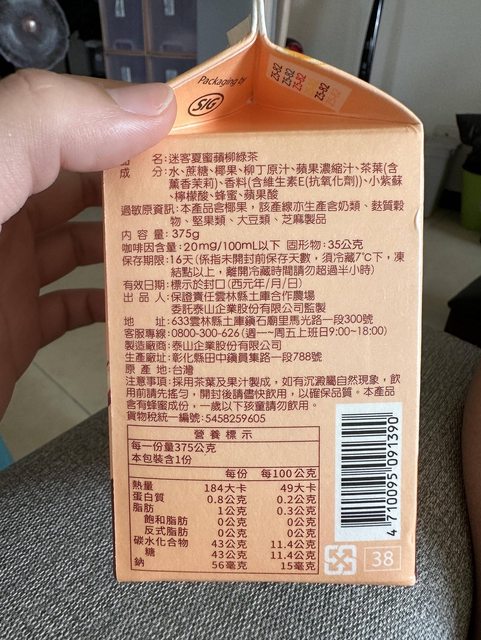 Packaging by
SIG
25-R2
25-R2
25-R2
25-R2
25-R2
名:迷客夏蜜蘋柳綠茶
成 分:水、蔗糖、椰果、柳丁原汁、蘋果濃縮汁、茶葉(含
薰香茉莉)、香料(含維生素E(抗氧化劑))、小紫蘇
、檸檬酸、蜂蜜、蘋果酸
過敏原資訊:本產品含椰果,該產線亦生產含奶類、麩質穀
物、堅果類、大豆類、芝麻製品
內 容 量:375g
咖啡因含量:20mg/100mL以下 固形物:35公克
保存期限:16天(係指未開封前保存天數,須冷藏7℃下,凍
結點以上,離開冷藏時間請勿超過半小時)
有效日期:標示於封口(西元年/月/日)
出 品 人:保證責任雲林縣土庫合作農場
委託泰山企業股份有限公司監製
地 址:633雲林縣土庫鎮石廟里馬光路一段300號
客服專線:0800-300-626(週一~周五上班日9:00~18:00)
製造廠商:泰山企業股份有限公司
生產廠址:彰化縣田中鎮員集路一段788號
原 產 地:台灣
注意事項:採用茶葉及果汁製成,如有沉澱屬自然現象,飲
用前請先搖勻,開封後請儘快飲用,以確保品質。本產品
含有蜂蜜成份,一歲以下孩童請勿飲用。
貨物稅統一編號:5458259605
營養標示
每一份量375公克
本包裝含1份
每份 每100公克
熱量 184大卡 49大卡
蛋白質 0.8公克 0.2公克
脂肪 1公克 0.3公克
飽和脂肪 0公克 0公克
反式脂肪 0公克 0公克
碳水化合物 43公克 11.4公克
糖 43公克 11.4公克
鈉 56毫克 15毫克
4 710095 091390
38